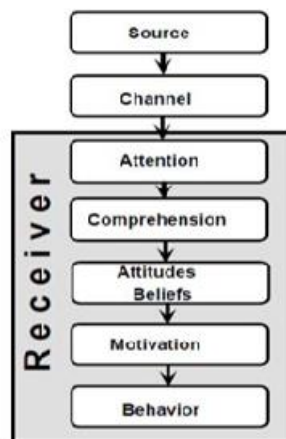 Source
Channel
Receiver
Attention
Comprehension
Attitudes
Beliefs
Motivation
Behavior